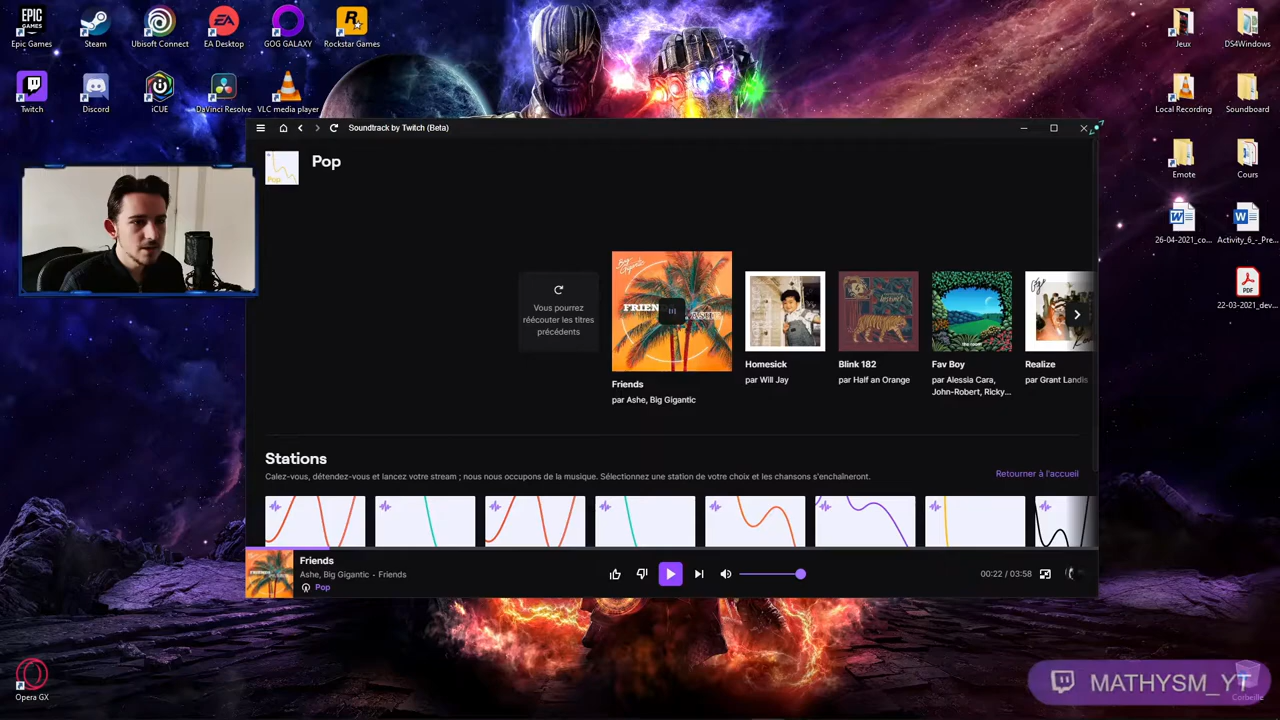 Epic Games
Steam
Ubisoft Connect
EA Desktop
GOG GALAXY
Rockstar Games
Jeux
DS4Windows
Twitch
Discord
iCUE
DaVinci Resolve
VLC media player
Local Recording
Soundboard
Soundtrack by Twitch (Beta)
Pop
Pop
Emote
Cours
26-04-2021_co...
Activity_6_-_Pre...
PDF
22-03-2021_dev...
Vous pourrez
réécouter les titres
précédents
Friends
par Ashe, Big Gigantic
Homesick
par Will Jay
Blink 182
par Half an Orange
Fav Boy
par Alessia Cara,
John-Robert, Ricky...
Realize
par Grant Landis
Stations
Calez-vous, détendez-vous et lancez votre stream ; nous nous occupons de la musique. Sélectionnez une station de votre choix et les chansons s'enchaîneront.
Retourner à l'accueil
Friends
Ashe, Big Gigantic • Friends
Pop
00:22 / 03:58
Opera GX
MATHYSM_YT
Corbeille